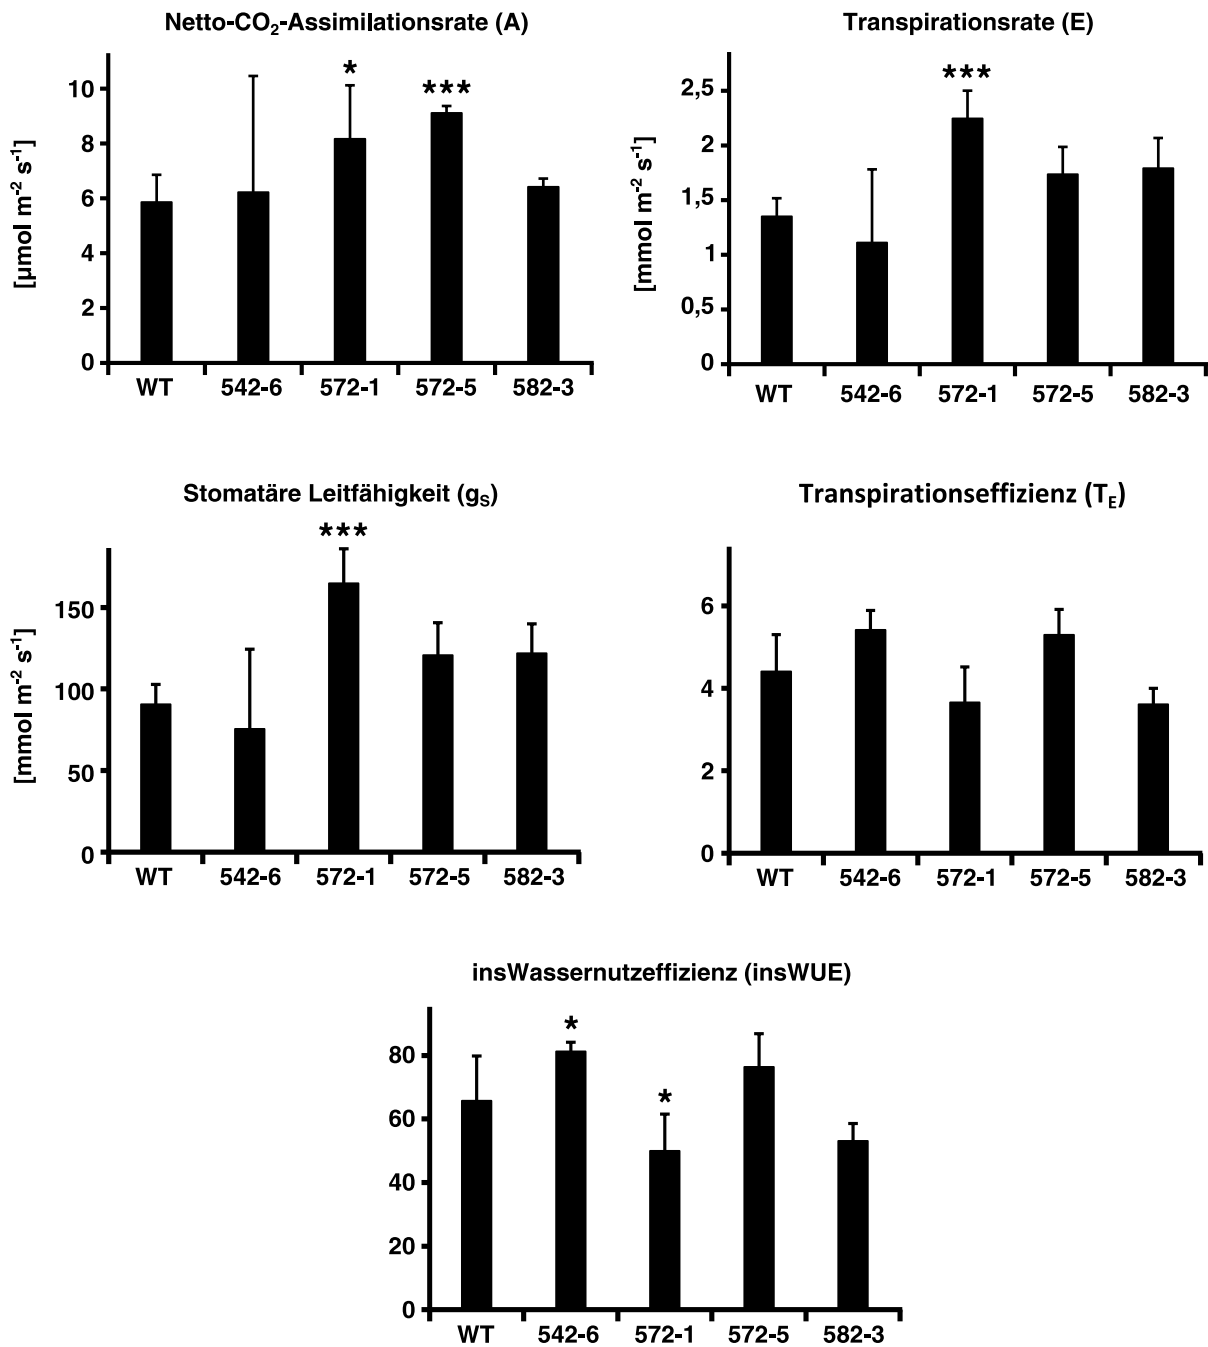 Netto-CO₂-Assimilationsrate (A)
[µmol m⁻² s⁻¹]
10
8
6
4
2
0
*
***
WT 542-6 572-1 572-5 582-3
Transpirationsrate (E)
[mmol m⁻² s⁻¹]
2,5
2
1,5
1
0,5
0
***
WT 542-6 572-1 572-5 582-3
Stomatäre Leitfähigkeit (gₛ)
[mmol m⁻² s⁻¹]
150
100
50
0
***
WT 542-6 572-1 572-5 582-3
Transpirationseffizienz (T_E)
6
4
2
0
WT 542-6 572-1 572-5 582-3
insWassernutzeffizienz (insWUE)
80
60
40
20
0
*
*
WT 542-6 572-1 572-5 582-3